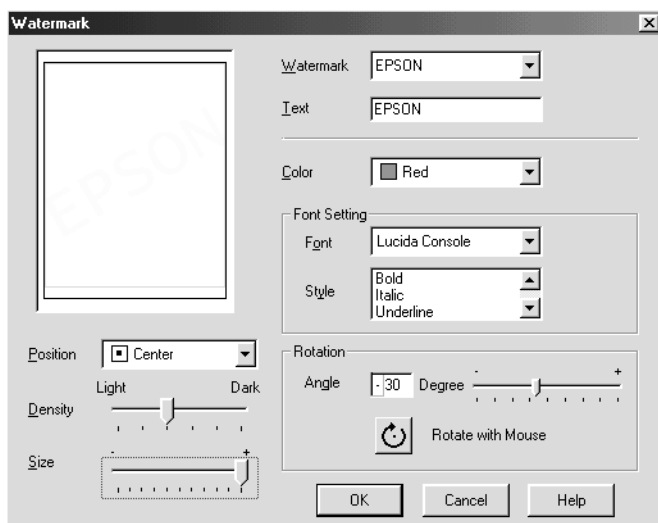 Watermark
EPSON
Watermark EPSON
Text EPSON
Color Red
Font Setting
Font Lucida Console
Style Bold
Italic
Underline
Position Center
Light Dark
Density
Size - +
Rotation
Angle -30 Degree - +
Rotate with Mouse
OK Cancel Help